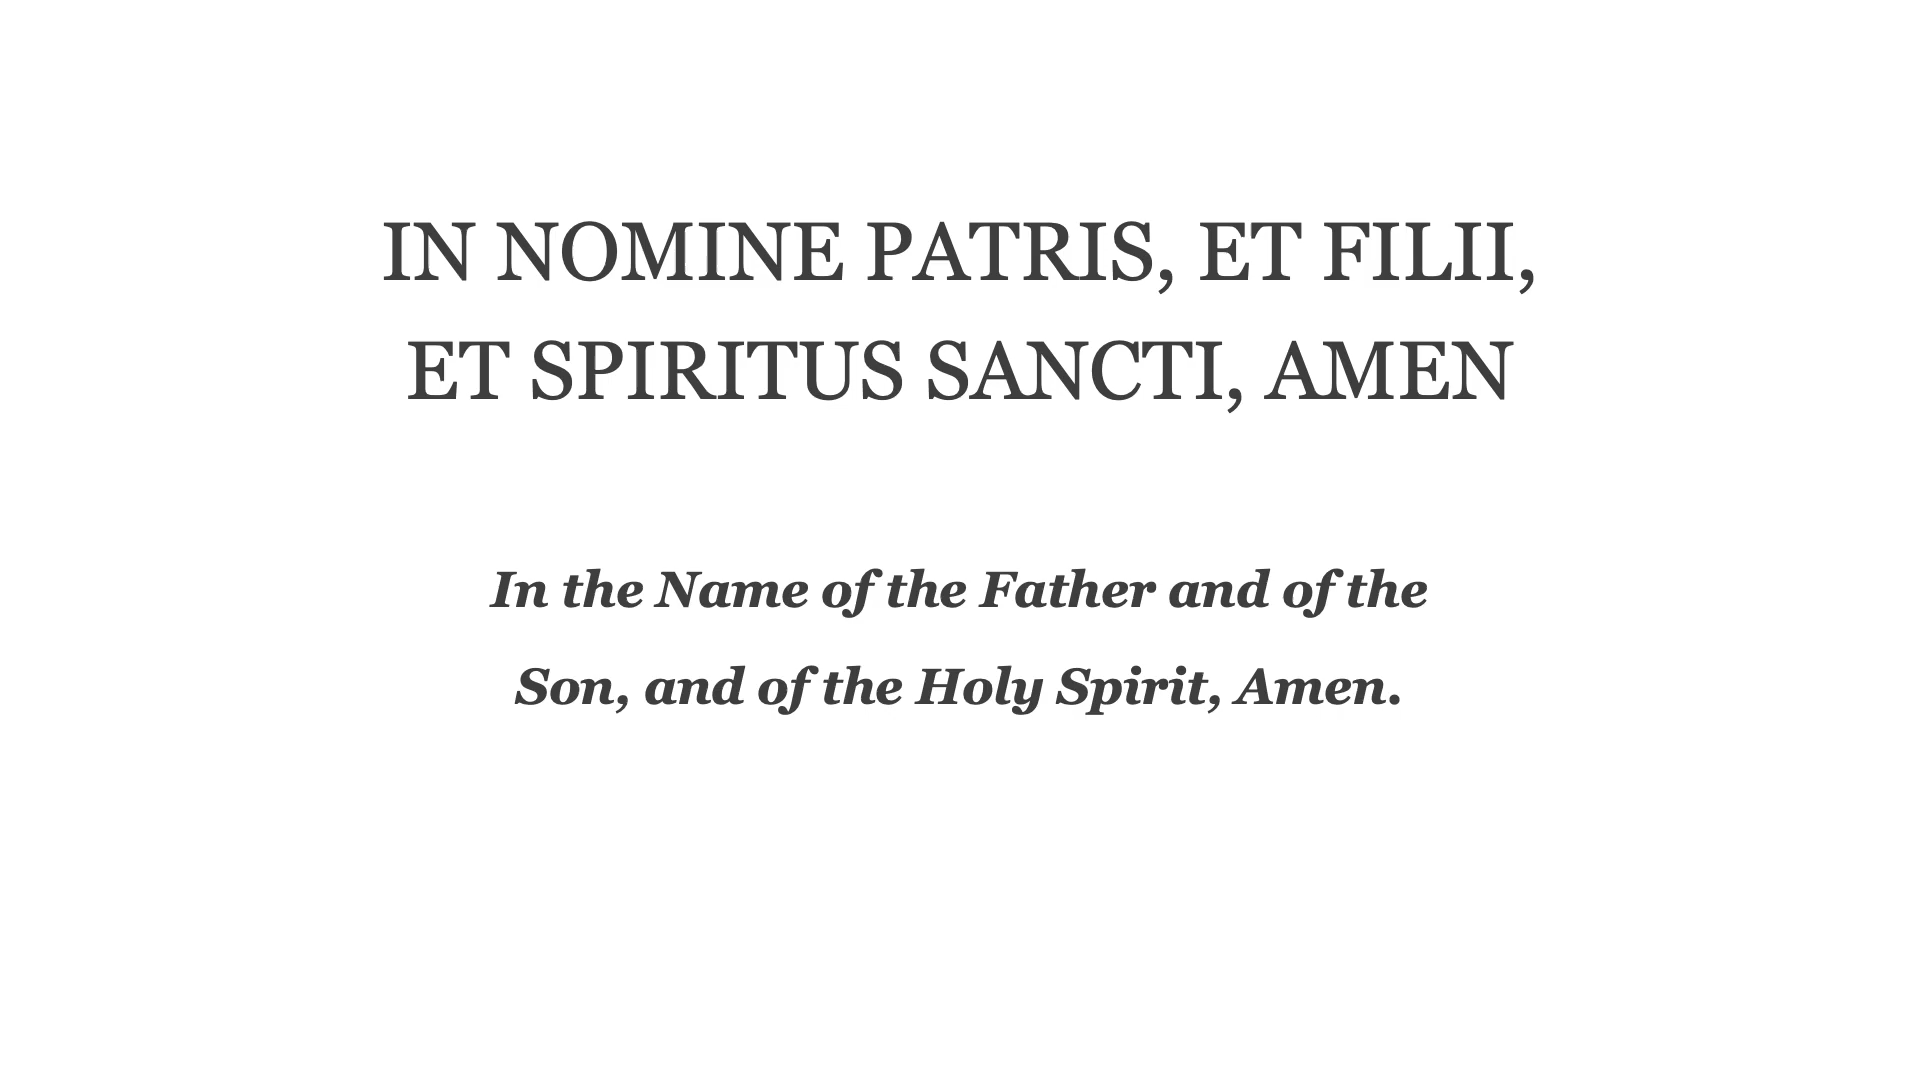 IN NOMINE PATRIS, ET FILII,
ET SPIRITUS SANCTI, AMEN
In the Name of the Father and of the
Son, and of the Holy Spirit, Amen.